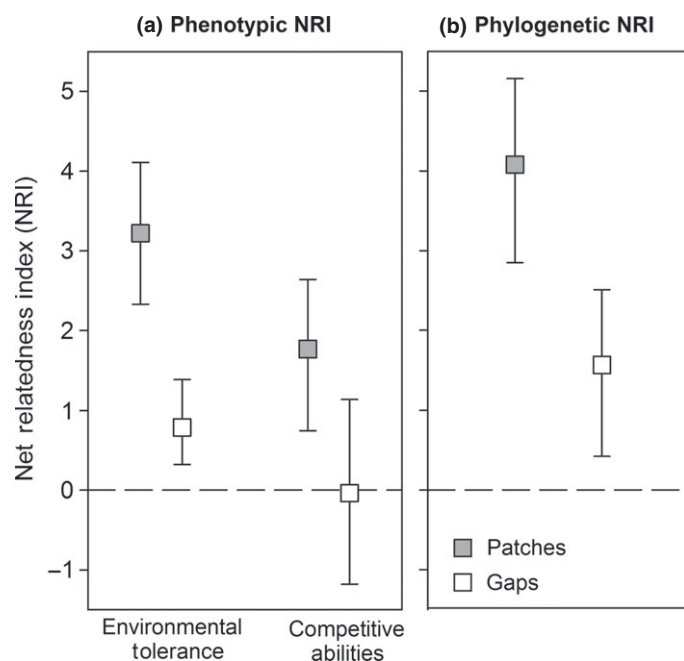 (a) Phenotypic NRI
(b) Phylogenetic NRI
Net relatedness index (NRI)
5
4
3
2
1
0
–1
Patches
Gaps
Environmental
tolerance
Competitive
abilities